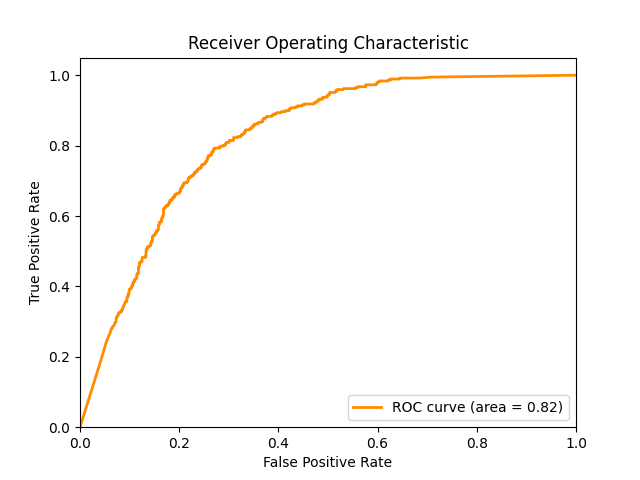 Receiver Operating Characteristic
1.0
0.8
0.6
0.4
0.2
0.0
True Positive Rate
ROC curve (area = 0.82)
0.0 0.2 0.4 0.6 0.8 1.0
False Positive Rate